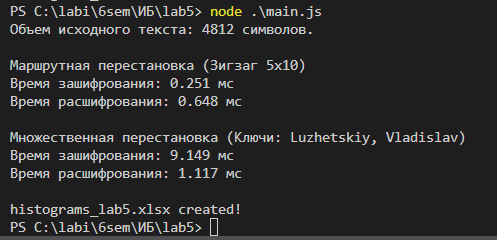 PS C:\labi\6sem\ИБ\lab5> node .\main.js
Объем исходного текста: 4812 символов.
Маршрутная перестановка (Зигзаг 5x10)
Время зашифрования: 0.251 мс
Время расшифрования: 0.648 мс
Множественная перестановка (Ключи: Luzhetskiy, Vladislav)
Время зашифрования: 9.149 мс
Время расшифрования: 1.117 мс
histograms_lab5.xlsx created!
PS C:\labi\6sem\ИБ\lab5>